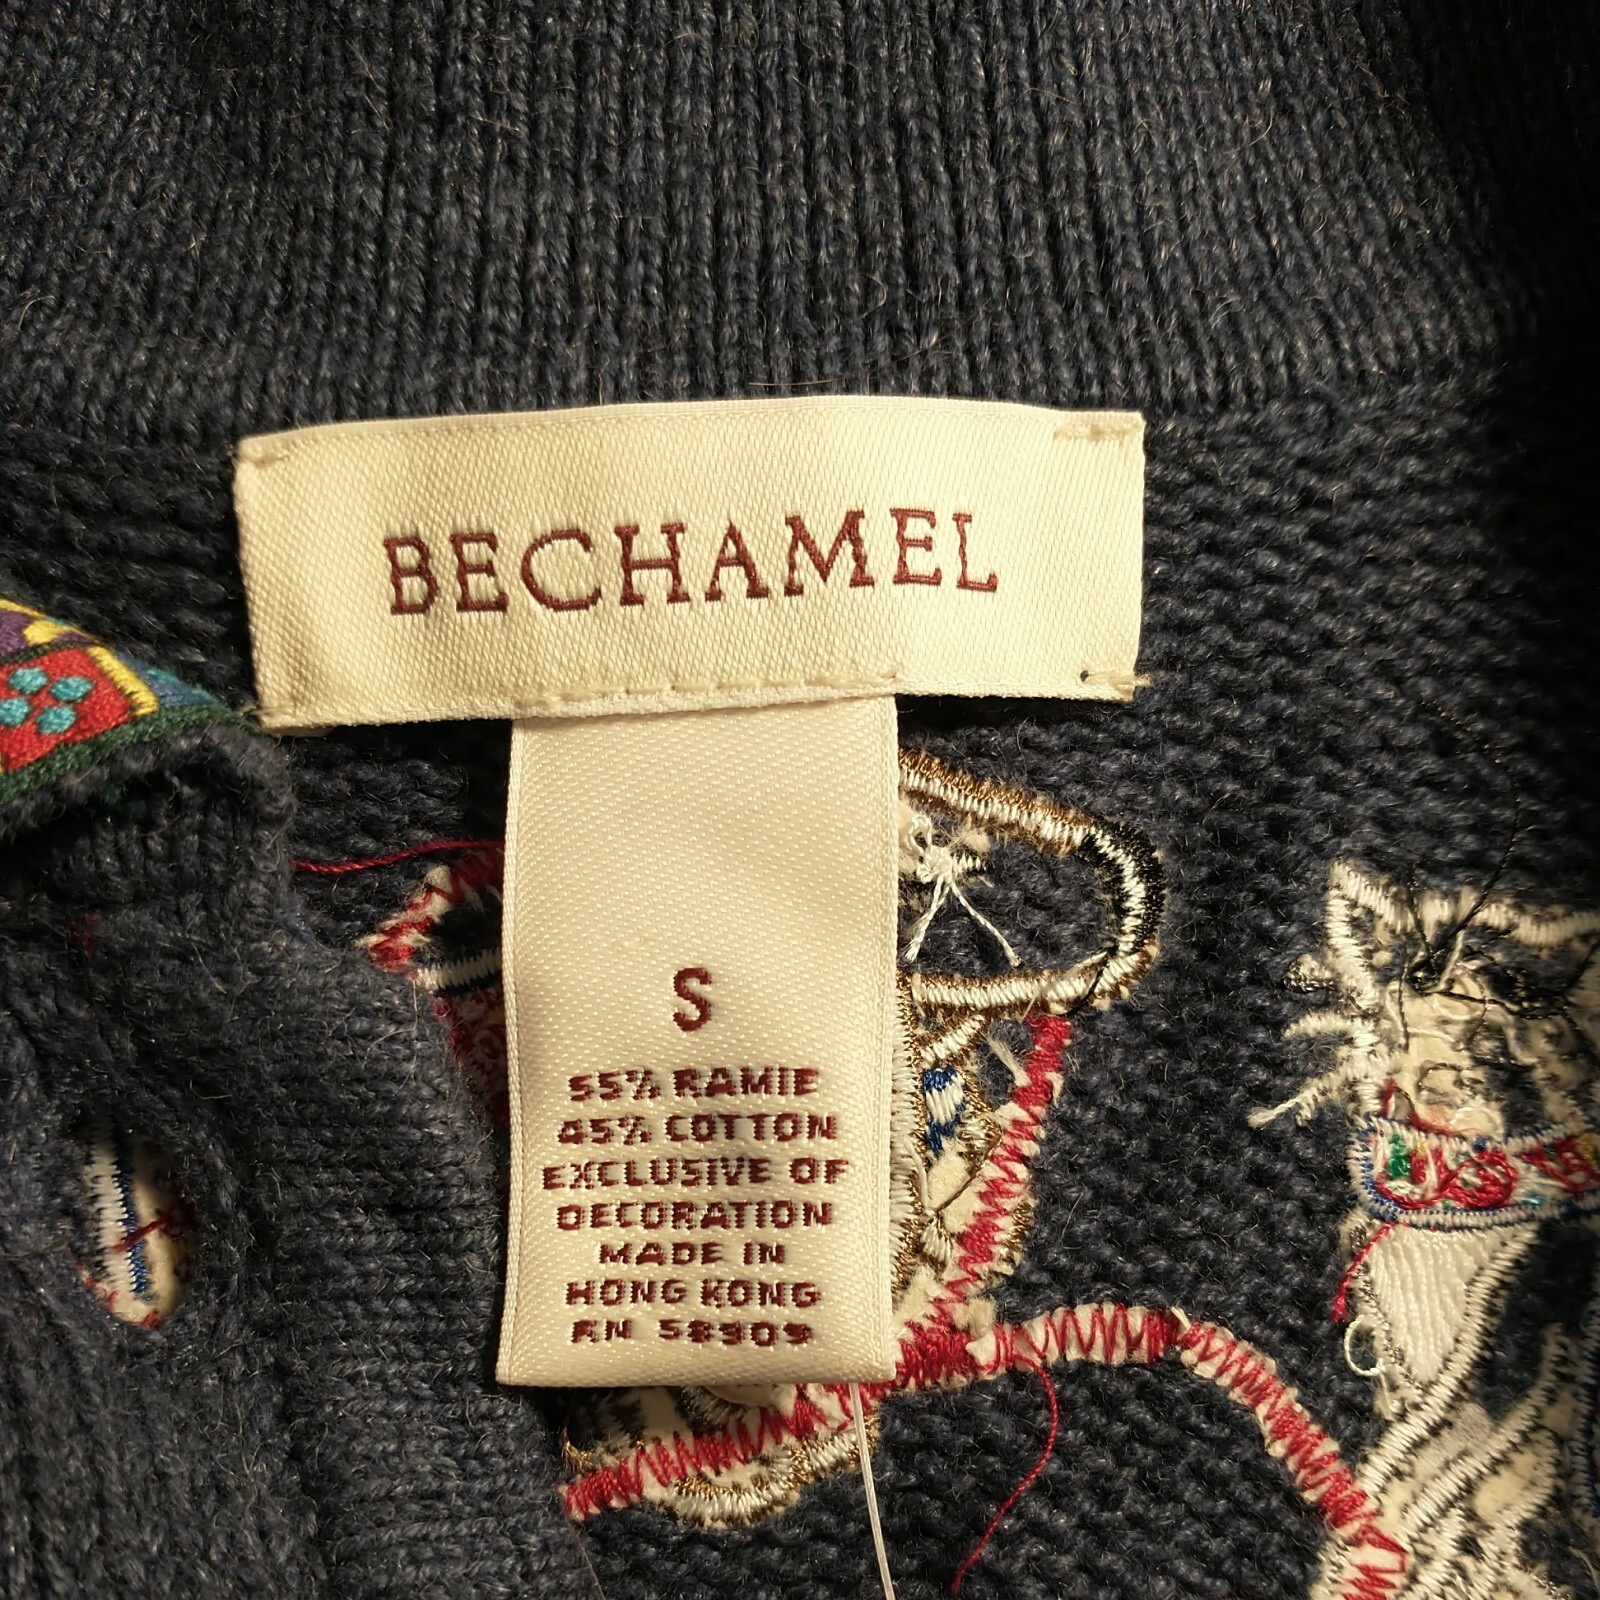 BECHAMEL
S
55% RAMIE
45% COTTON
EXCLUSIVE OF
DECORATION
MADE IN
HONG KONG
RN 58909